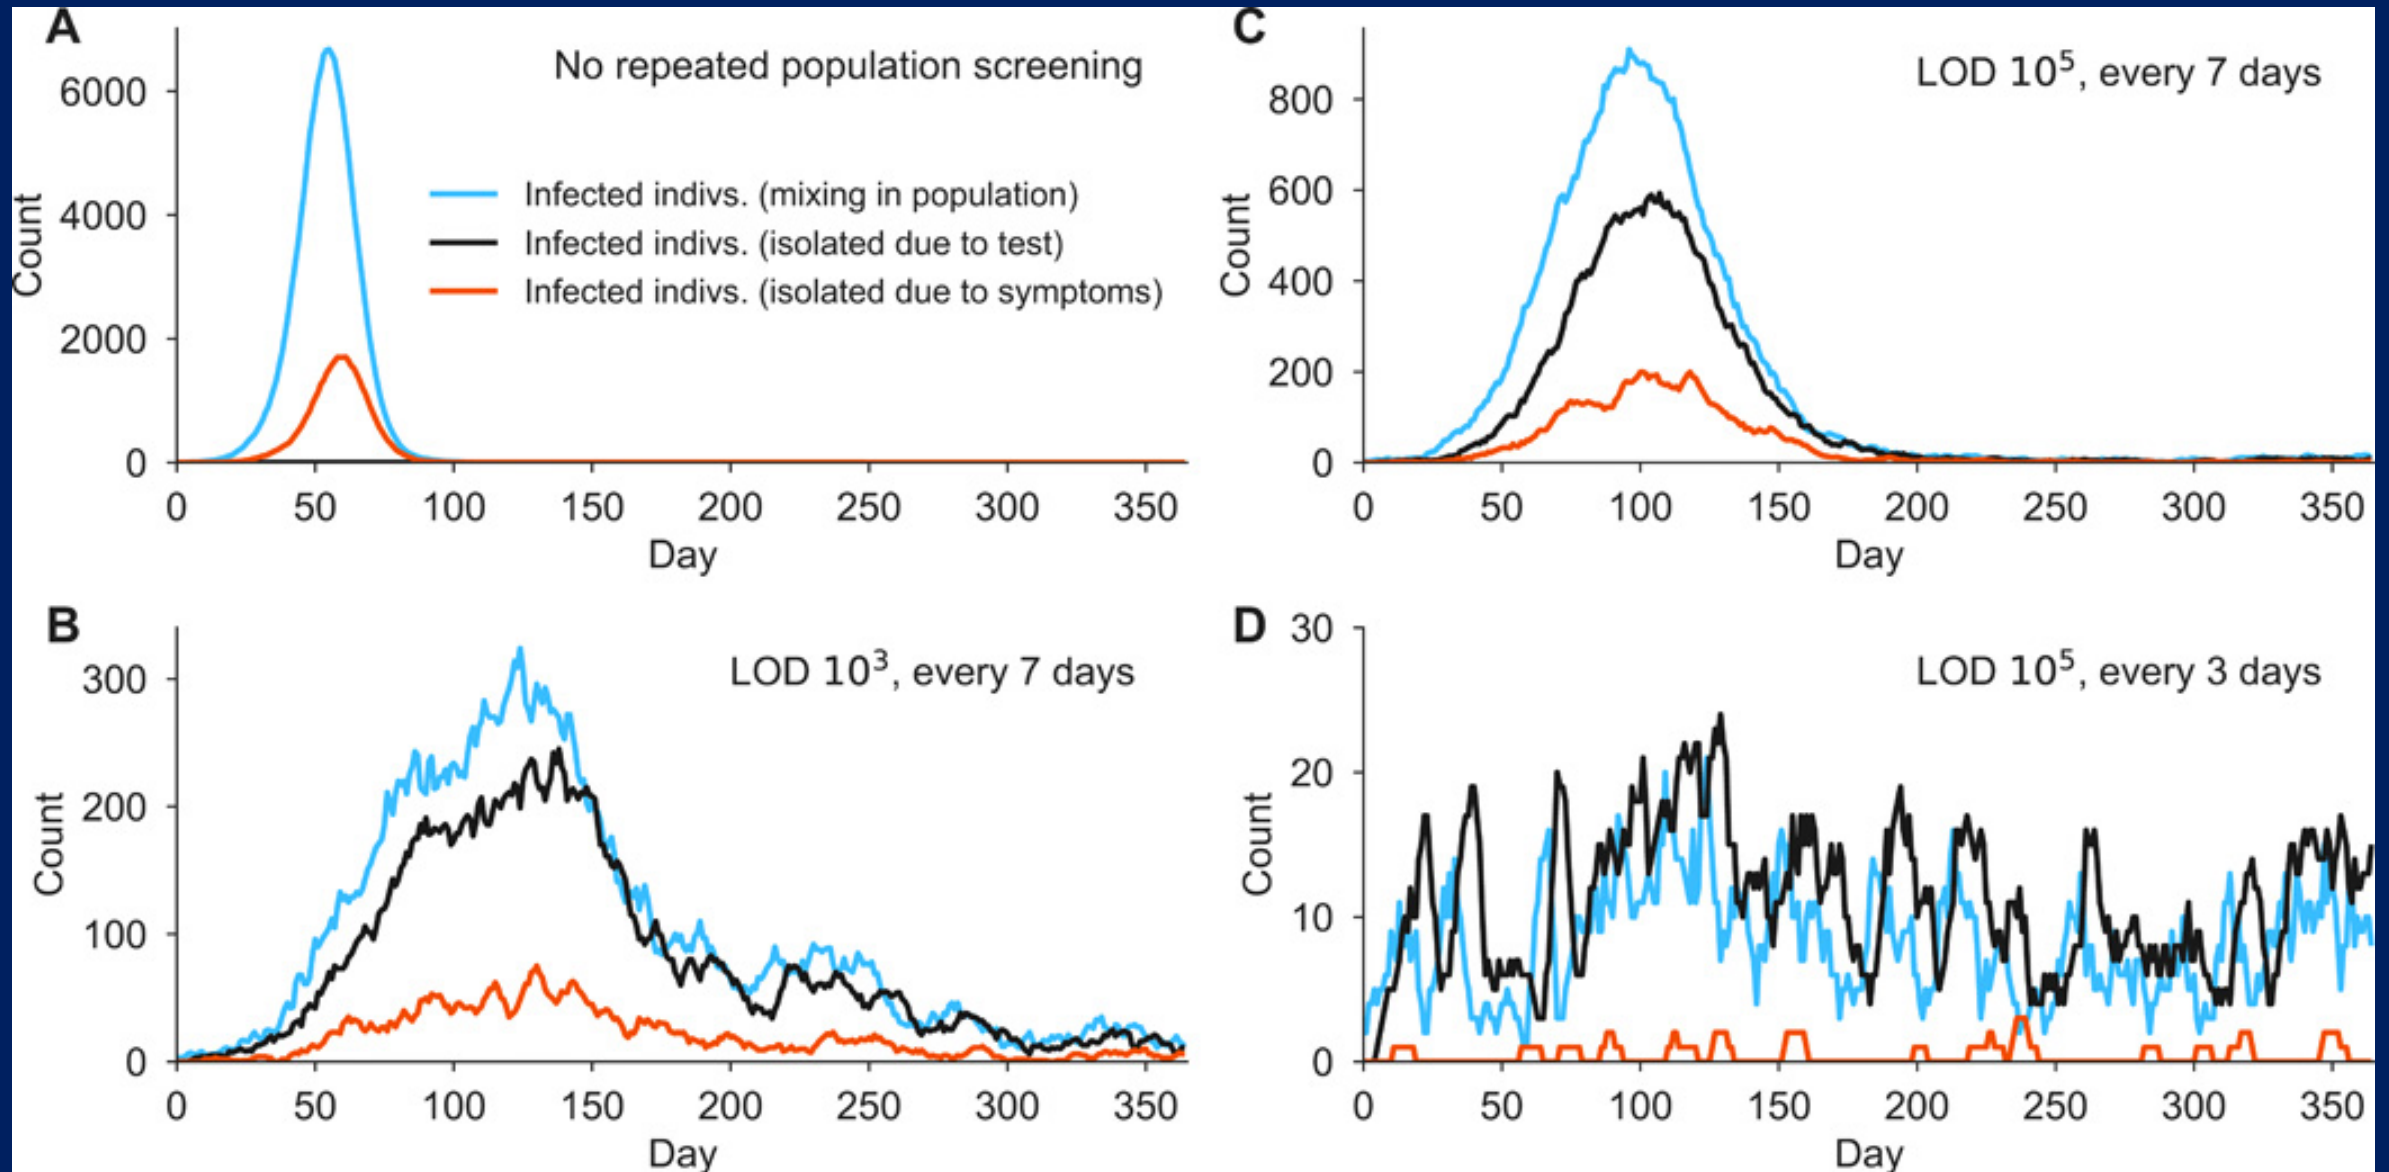 A
No repeated population screening
6000
4000
2000
0
Count
Infected indivs. (mixing in population)
Infected indivs. (isolated due to test)
Infected indivs. (isolated due to symptoms)
0 50 100 150 200 250 300 350
Day
C
LOD 10⁵, every 7 days
800
600
400
200
0
Count
0 50 100 150 200 250 300 350
Day
B
LOD 10³, every 7 days
300
200
100
0
Count
0 50 100 150 200 250 300 350
Day
D
LOD 10⁵, every 3 days
30
20
10
0
Count
0 50 100 150 200 250 300 350
Day